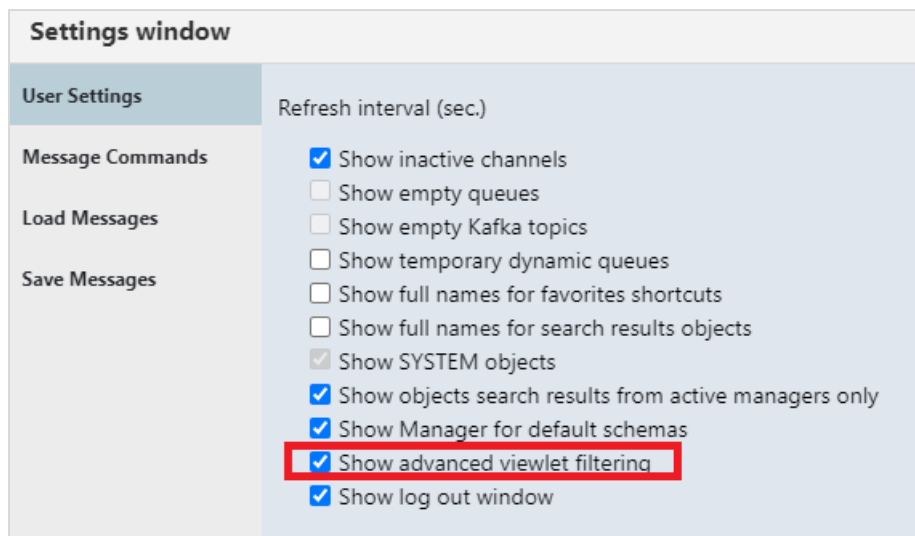 Settings window
User Settings
Message Commands
Load Messages
Save Messages
Refresh interval (sec.)
Show inactive channels
Show empty queues
Show empty Kafka topics
Show temporary dynamic queues
Show full names for favorites shortcuts
Show full names for search results objects
Show SYSTEM objects
Show objects search results from active managers only
Show Manager for default schemas
Show advanced viewlet filtering
Show log out window